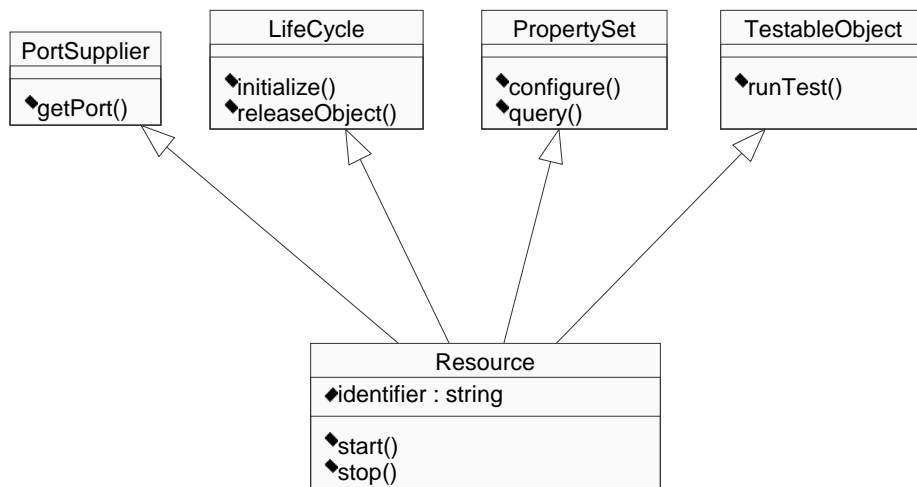 PortSupplier
getPort()
LifeCycle
initialize()
releaseObject()
PropertySet
configure()
query()
TestableObject
runTest()
Resource
identifier : string
start()
stop()